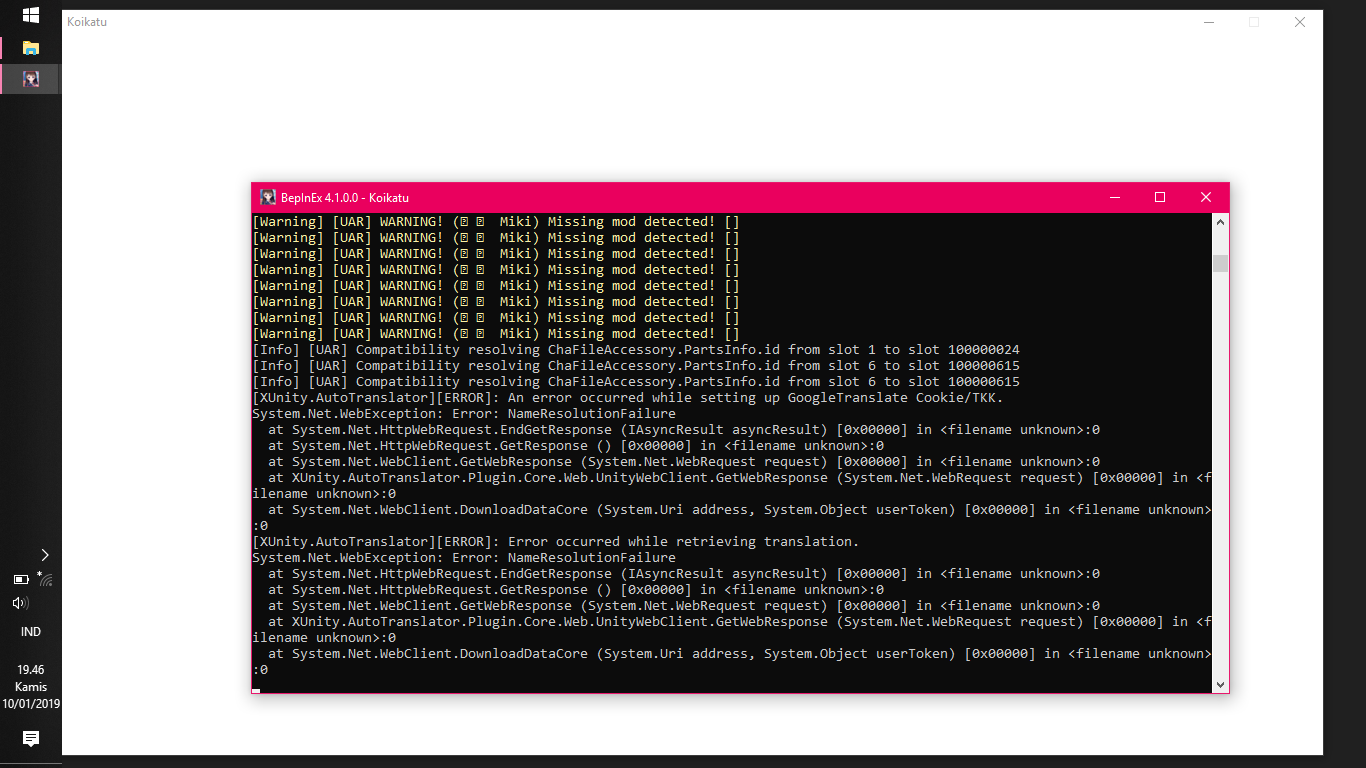 Koikatu
BepInEx 4.1.0.0 - Koikatu
[Warning] [UAR] WARNING! (⍰ ⍰  Miki) Missing mod detected! []
[Warning] [UAR] WARNING! (⍰ ⍰  Miki) Missing mod detected! []
[Warning] [UAR] WARNING! (⍰ ⍰  Miki) Missing mod detected! []
[Warning] [UAR] WARNING! (⍰ ⍰  Miki) Missing mod detected! []
[Warning] [UAR] WARNING! (⍰ ⍰  Miki) Missing mod detected! []
[Warning] [UAR] WARNING! (⍰ ⍰  Miki) Missing mod detected! []
[Warning] [UAR] WARNING! (⍰ ⍰  Miki) Missing mod detected! []
[Warning] [UAR] WARNING! (⍰ ⍰  Miki) Missing mod detected! []
[Info] [UAR] Compatibility resolving ChaFileAccessory.PartsInfo.id from slot 1 to slot 100000024
[Info] [UAR] Compatibility resolving ChaFileAccessory.PartsInfo.id from slot 6 to slot 100000615
[Info] [UAR] Compatibility resolving ChaFileAccessory.PartsInfo.id from slot 6 to slot 100000615
[XUnity.AutoTranslator][ERROR]: An error occurred while setting up GoogleTranslate Cookie/TKK.
System.Net.WebException: Error: NameResolutionFailure
  at System.Net.HttpWebRequest.EndGetResponse (IAsyncResult asyncResult) [0x00000] in <filename unknown>:0
  at System.Net.HttpWebRequest.GetResponse () [0x00000] in <filename unknown>:0
  at System.Net.WebClient.GetWebResponse (System.Net.WebRequest request) [0x00000] in <filename unknown>:0
  at XUnity.AutoTranslator.Plugin.Core.Web.UnityWebClient.GetWebResponse (System.Net.WebRequest request) [0x00000] in <f
ilename unknown>:0
  at System.Net.WebClient.DownloadDataCore (System.Uri address, System.Object userToken) [0x00000] in <filename unknown>
:0
[XUnity.AutoTranslator][ERROR]: Error occurred while retrieving translation.
System.Net.WebException: Error: NameResolutionFailure
  at System.Net.HttpWebRequest.EndGetResponse (IAsyncResult asyncResult) [0x00000] in <filename unknown>:0
  at System.Net.HttpWebRequest.GetResponse () [0x00000] in <filename unknown>:0
  at System.Net.WebClient.GetWebResponse (System.Net.WebRequest request) [0x00000] in <filename unknown>:0
  at XUnity.AutoTranslator.Plugin.Core.Web.UnityWebClient.GetWebResponse (System.Net.WebRequest request) [0x00000] in <f
ilename unknown>:0
  at System.Net.WebClient.DownloadDataCore (System.Uri address, System.Object userToken) [0x00000] in <filename unknown>
:0
IND
19.46
Kamis
10/01/2019